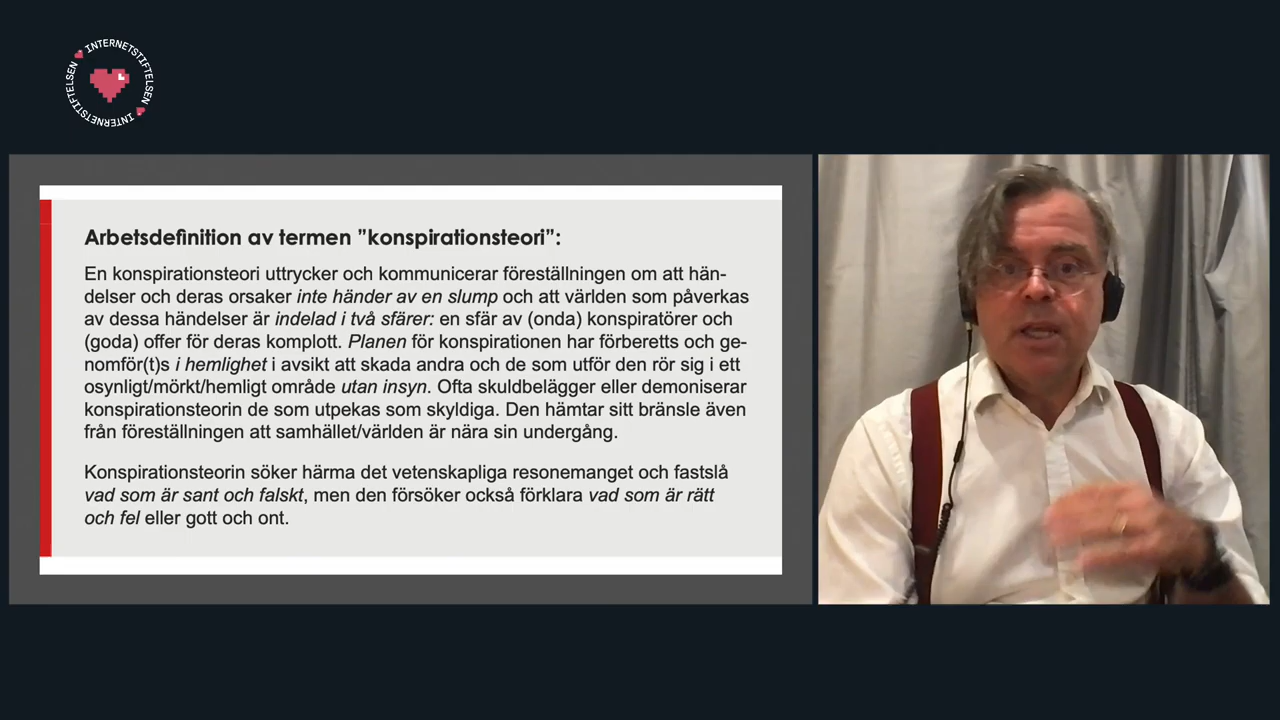 INTERNETSTIFTELSEN
INTERNETSTIFTELSEN
Arbetsdefinition av termen ”konspirationsteori”:
En konspirationsteori uttrycker och kommunicerar föreställningen om att hän-
delser och deras orsaker inte händer av en slump och att världen som påverkas
av dessa händelser är indelad i två sfärer: en sfär av (onda) konspiratörer och
(goda) offer för deras komplott. Planen för konspirationen har förberetts och ge-
nomför(t)s i hemlighet i avsikt att skada andra och de som utför den rör sig i ett
osynligt/mörkt/hemligt område utan insyn. Ofta skuldbelägger eller demoniserar
konspirationsteorin de som utpekas som skyldiga. Den hämtar sitt bränsle även
från föreställningen att samhället/världen är nära sin undergång.
Konspirationsteorin söker härma det vetenskapliga resonemanget och fastslå
vad som är sant och falskt, men den försöker också förklara vad som är rätt
och fel eller gott och ont.